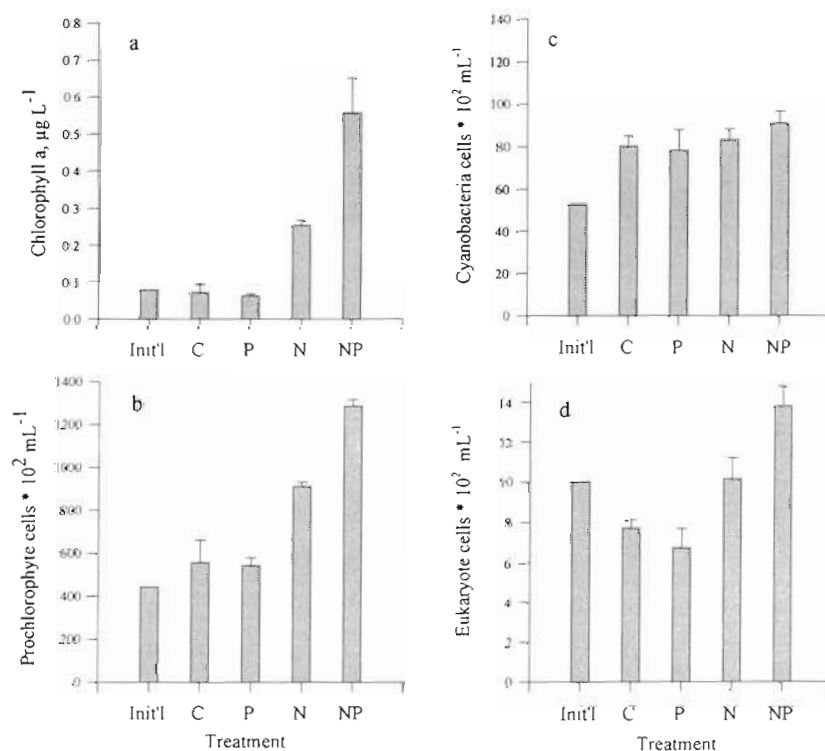 a
Chlorophyll a, µg L⁻¹
0.8
0.7
0.6
0.5
0.4
0.3
0.2
0.1
0.0
Init'l C P N NP
c
Cyanobacteria cells * 10² mL⁻¹
140
120
100
80
60
40
20
0
Init'l C P N NP
b
Prochlorophyte cells * 10² mL⁻¹
1400
1200
1000
800
600
400
200
0
Init'l C P N NP
Treatment
d
Eukaryote cells * 10² mL⁻¹
14
12
10
8
6
4
2
0
Init'l C P N NP
Treatment